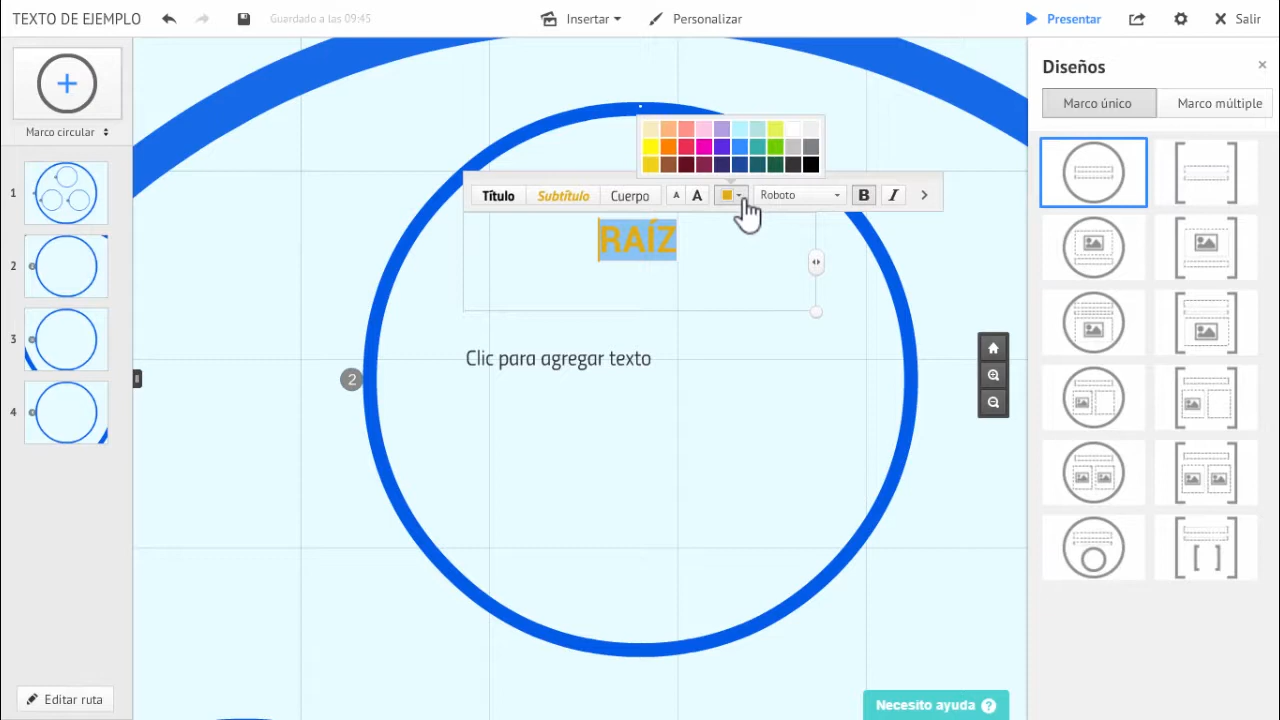 TEXTO DE EJEMPLO
Guardado a las 09:45
Insertar
Personalizar
Presentar
Salir
Marco circular
1
2
3
4
Editar ruta
Título
Subtítulo
Cuerpo
A
A
Roboto
B
I
RAÍZ
Clic para agregar texto
2
Diseños
Marco único
Marco múltiple
Necesito ayuda ?